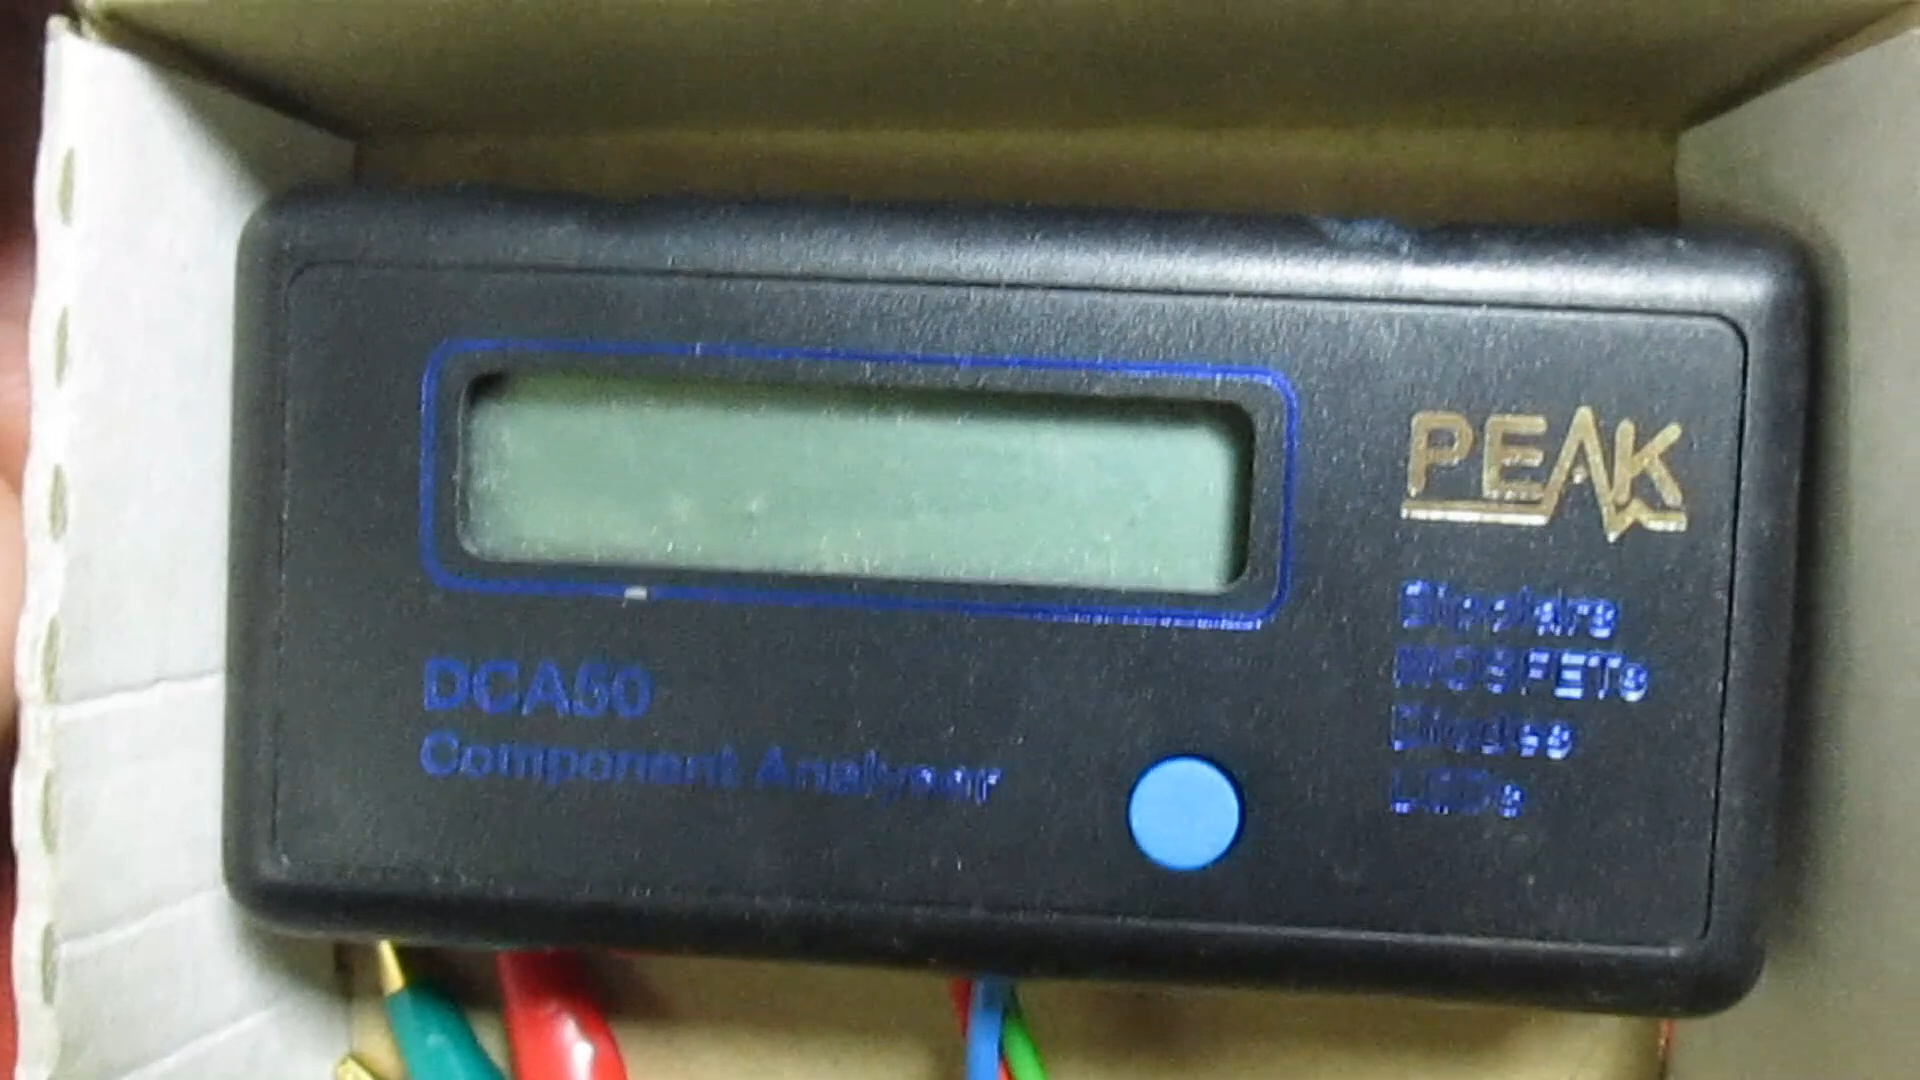 PEAK
Bipolars
MOSFETs
Diodes
LEDs
DCA50
Component Analyser